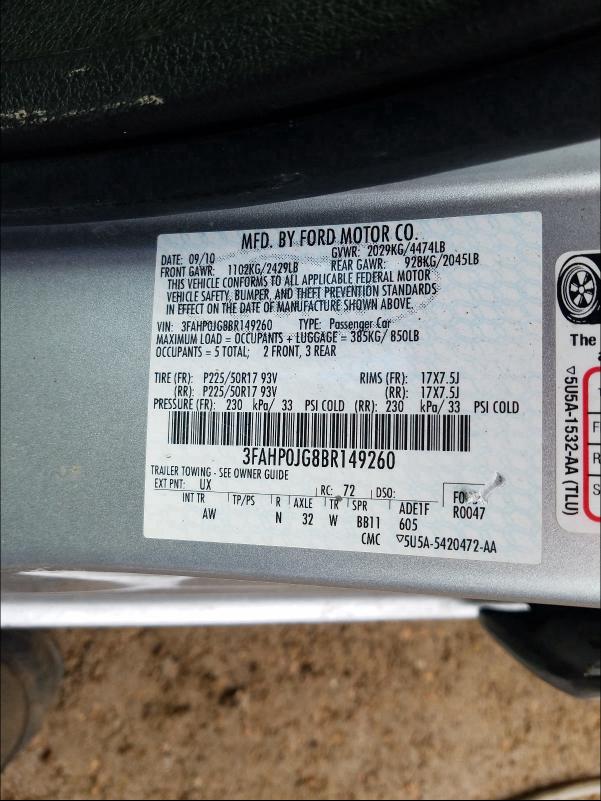 MFD. BY FORD MOTOR CO.
DATE: 09/10 GVWR: 2029KG/4474LB
FRONT GAWR: 1102KG/2429LB REAR GAWR: 928KG/2045LB
THIS VEHICLE CONFORMS TO ALL APPLICABLE FEDERAL MOTOR
VEHICLE SAFETY, BUMPER, AND THEFT PREVENTION STANDARDS
IN EFFECT ON THE DATE OF MANUFACTURE SHOWN ABOVE.
VIN: 3FAHP0JG8BR149260 TYPE: Passenger Car
MAXIMUM LOAD = OCCUPANTS + LUGGAGE = 385KG/ 850LB
OCCUPANTS = 5 TOTAL; 2 FRONT, 3 REAR
TIRE (FR): P225/50R17 93V RIMS (FR): 17X7.5J
(RR): P225/50R17 93V (RR): 17X7.5J
PRESSURE (FR): 230 kPa/ 33 PSI COLD (RR): 230 kPa/ 33 PSI COLD
3FAHP0JG8BR149260
TRAILER TOWING - SEE OWNER GUIDE
EXT PNT: UX RC: 72 DSO:
INT TR TP/PS R AXLE TR SPR ADE1F R0047
AW N 32 W BB11 605
CMC ▽5U5A-5420472-AA
The
▽5U5A-1532-AA (TLU)
F
R
S